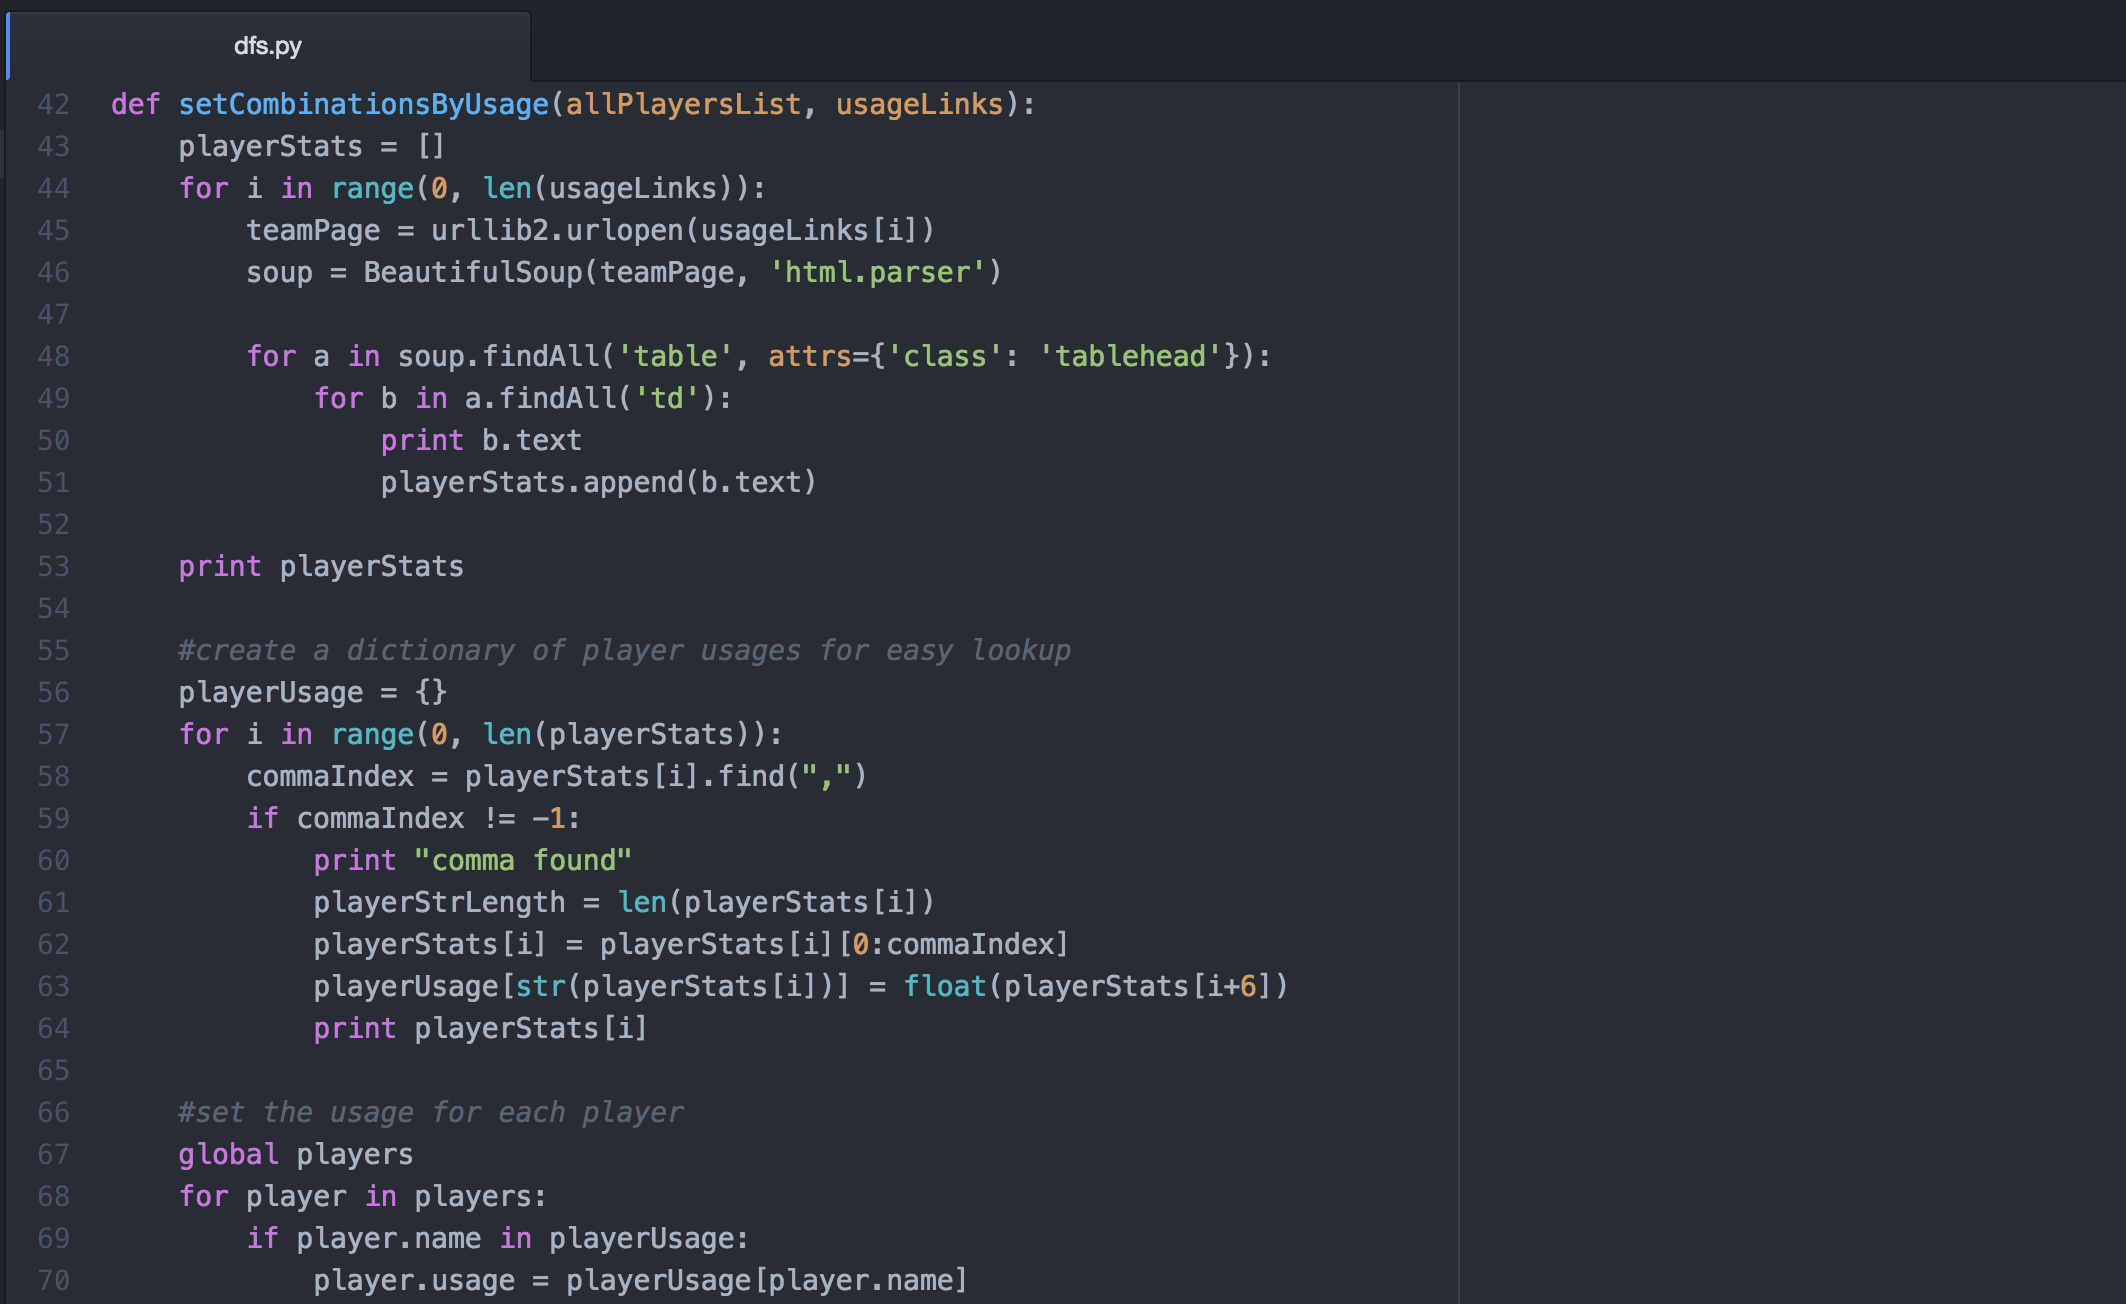 dfs.py
42 def setCombinationsByUsage(allPlayersList, usageLinks):
43     playerStats = []
44     for i in range(0, len(usageLinks)):
45         teamPage = urllib2.urlopen(usageLinks[i])
46         soup = BeautifulSoup(teamPage, 'html.parser')
47
48         for a in soup.findAll('table', attrs={'class': 'tablehead'}):
49             for b in a.findAll('td'):
50                 print b.text
51                 playerStats.append(b.text)
52
53     print playerStats
54
55     #create a dictionary of player usages for easy lookup
56     playerUsage = {}
57     for i in range(0, len(playerStats)):
58         commaIndex = playerStats[i].find(",")
59         if commaIndex != -1:
60             print "comma found"
61             playerStrLength = len(playerStats[i])
62             playerStats[i] = playerStats[i][0:commaIndex]
63             playerUsage[str(playerStats[i])] = float(playerStats[i+6])
64             print playerStats[i]
65
66     #set the usage for each player
67     global players
68     for player in players:
69         if player.name in playerUsage:
70             player.usage = playerUsage[player.name]